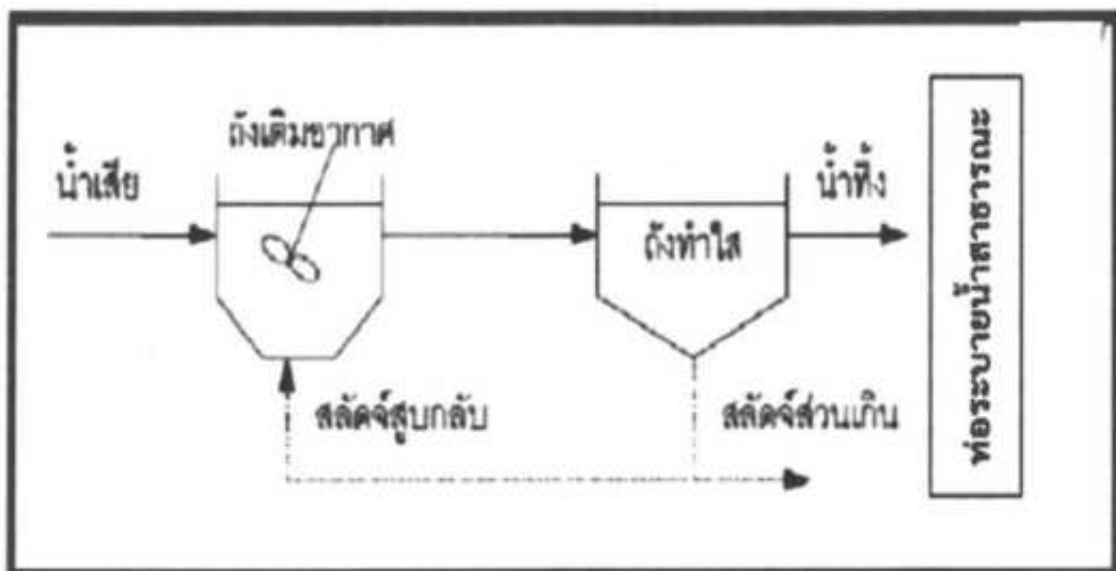 ถังเติมอากาศ
น้ำเสีย
น้ำทิ้ง
ถังทำใส
สลัดจ์สูบกลับ
สลัดจ์ส่วนเกิน
ท่อระบายน้ำสาธารณะ